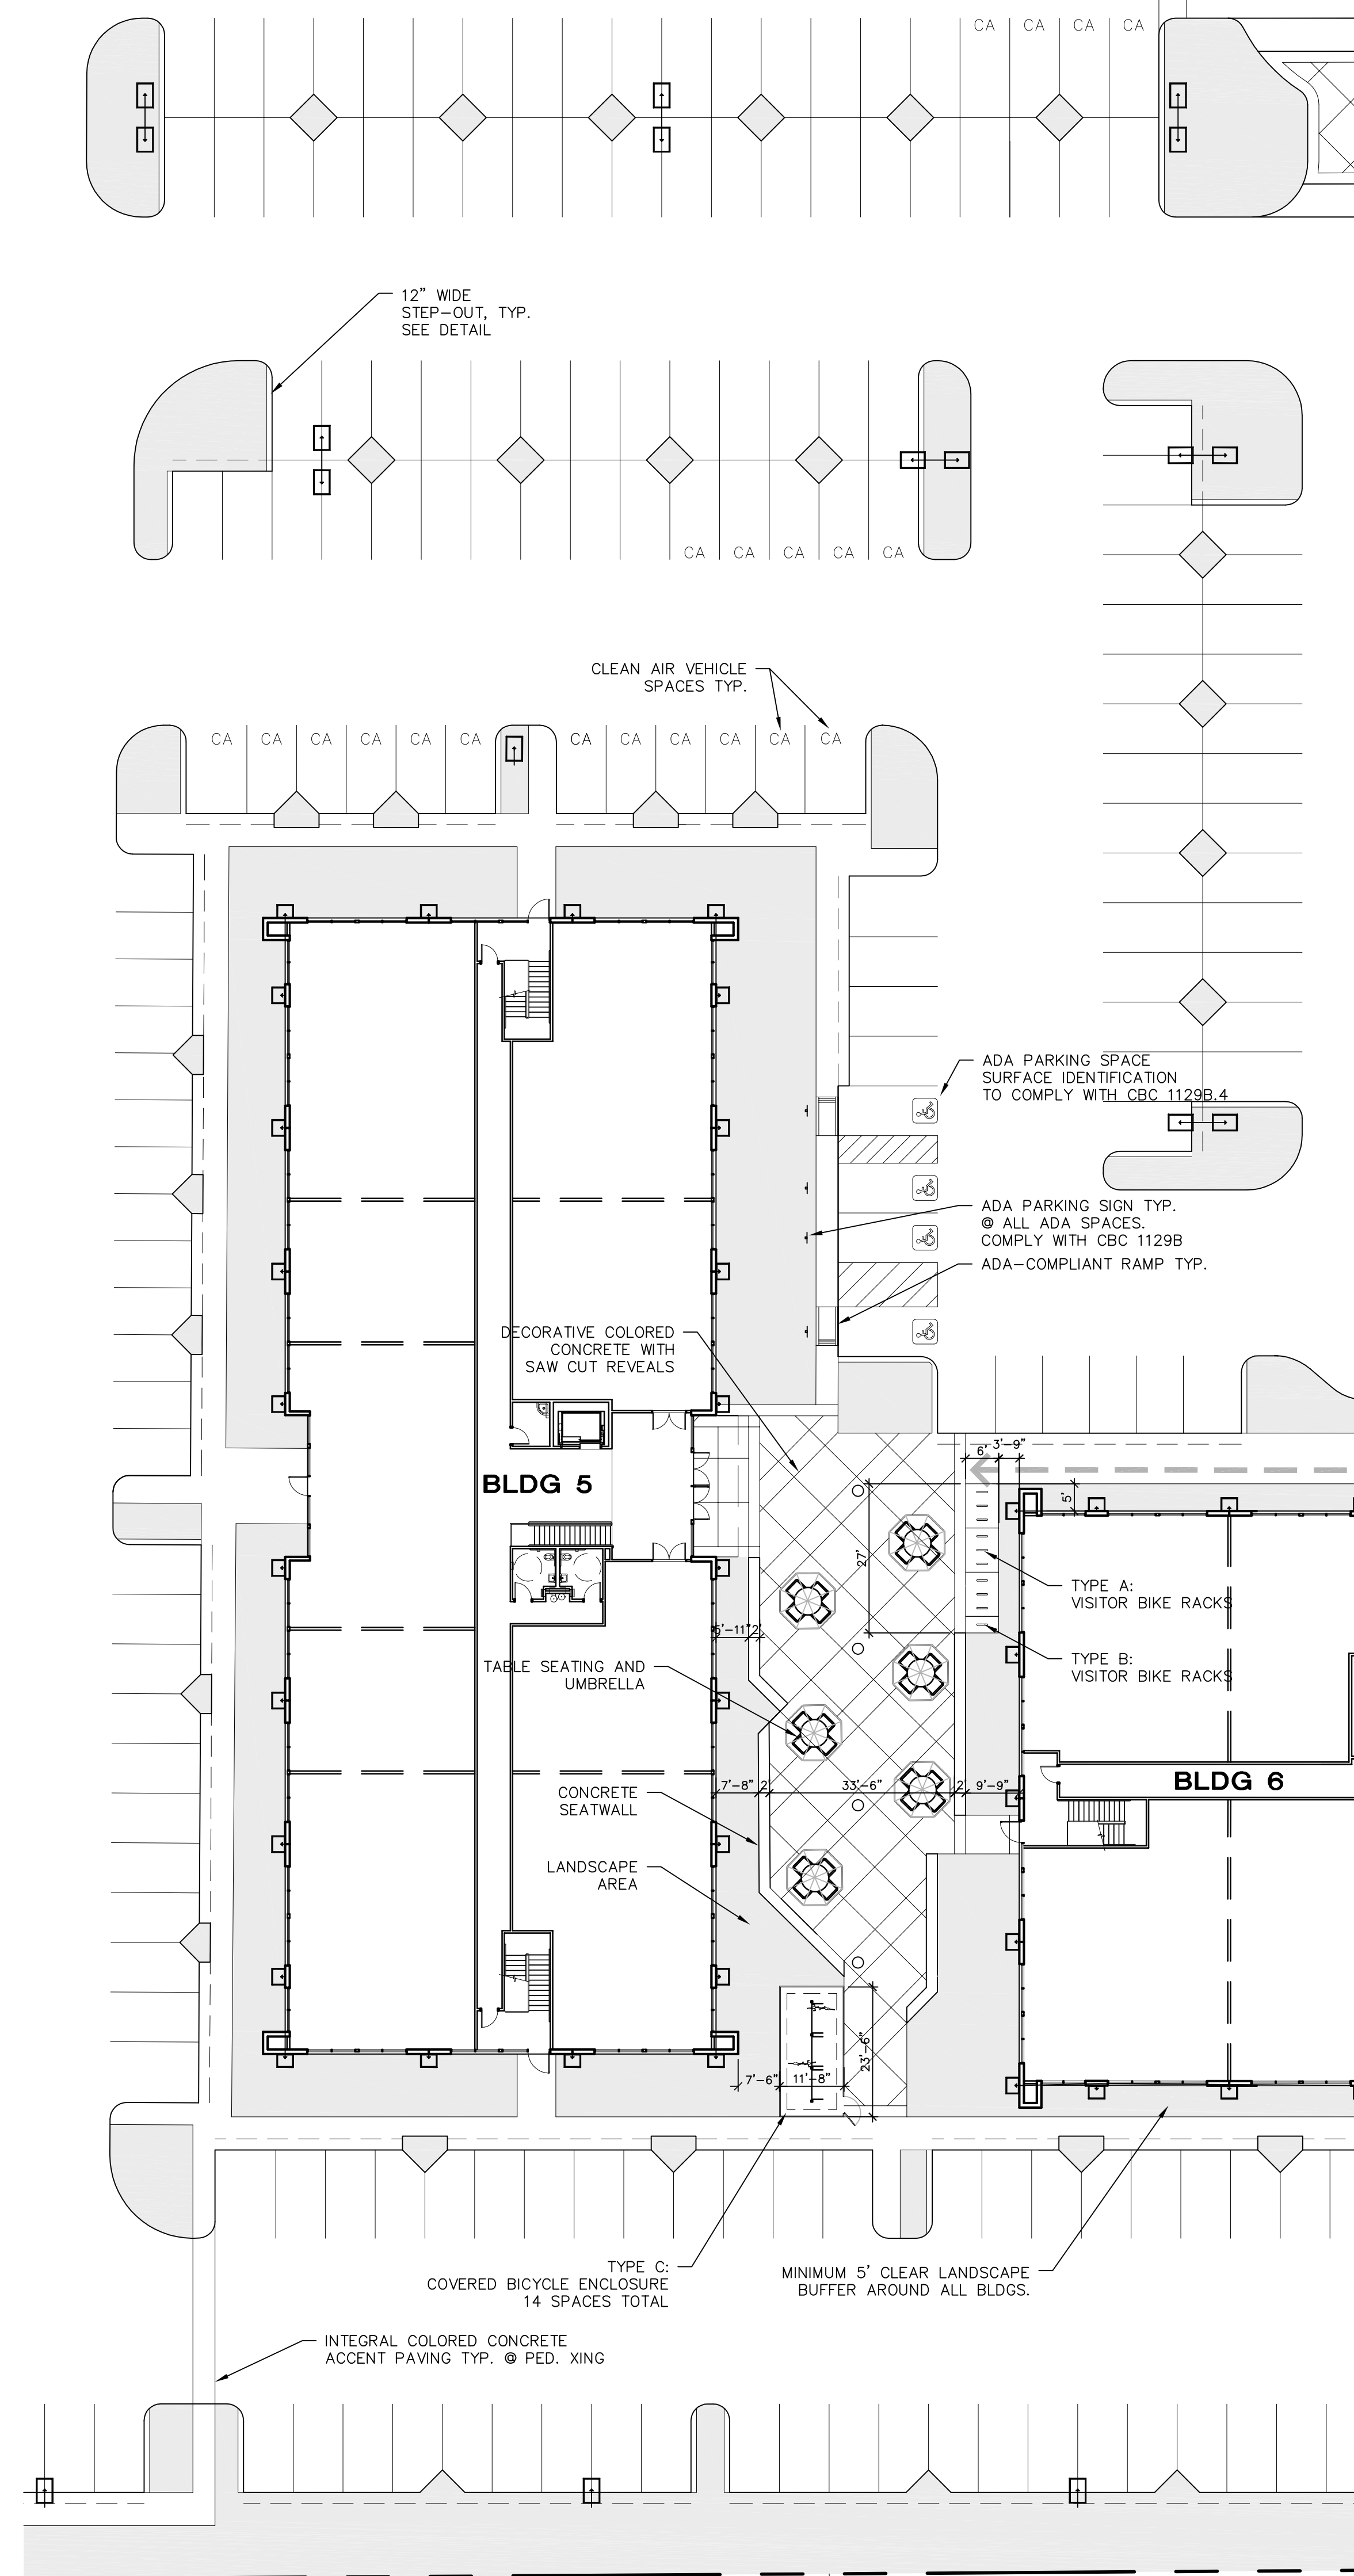 CA CA CA CA
12" WIDE
STEP-OUT, TYP.
SEE DETAIL
CA CA CA CA CA
CLEAN AIR VEHICLE
SPACES TYP.
CA CA CA CA CA CA CA CA CA CA CA CA
ADA PARKING SPACE
SURFACE IDENTIFICATION
TO COMPLY WITH CBC 1129B.4
ADA PARKING SIGN TYP.
@ ALL ADA SPACES.
COMPLY WITH CBC 1129B
ADA-COMPLIANT RAMP TYP.
DECORATIVE COLORED
CONCRETE WITH
SAW CUT REVEALS
6' 3'-9"
BLDG 5
5'
27'
TYPE A:
VISITOR BIKE RACKS
5'-11" 2'
TYPE B:
VISITOR BIKE RACKS
TABLE SEATING AND
UMBRELLA
BLDG 6
7'-8" 2' 33'-6" 2' 9'-9"
CONCRETE
SEATWALL
LANDSCAPE
AREA
23'-6"
7'-6" 11'-8"
TYPE C:
COVERED BICYCLE ENCLOSURE
14 SPACES TOTAL
MINIMUM 5' CLEAR LANDSCAPE
BUFFER AROUND ALL BLDGS.
INTEGRAL COLORED CONCRETE
ACCENT PAVING TYP. @ PED. XING